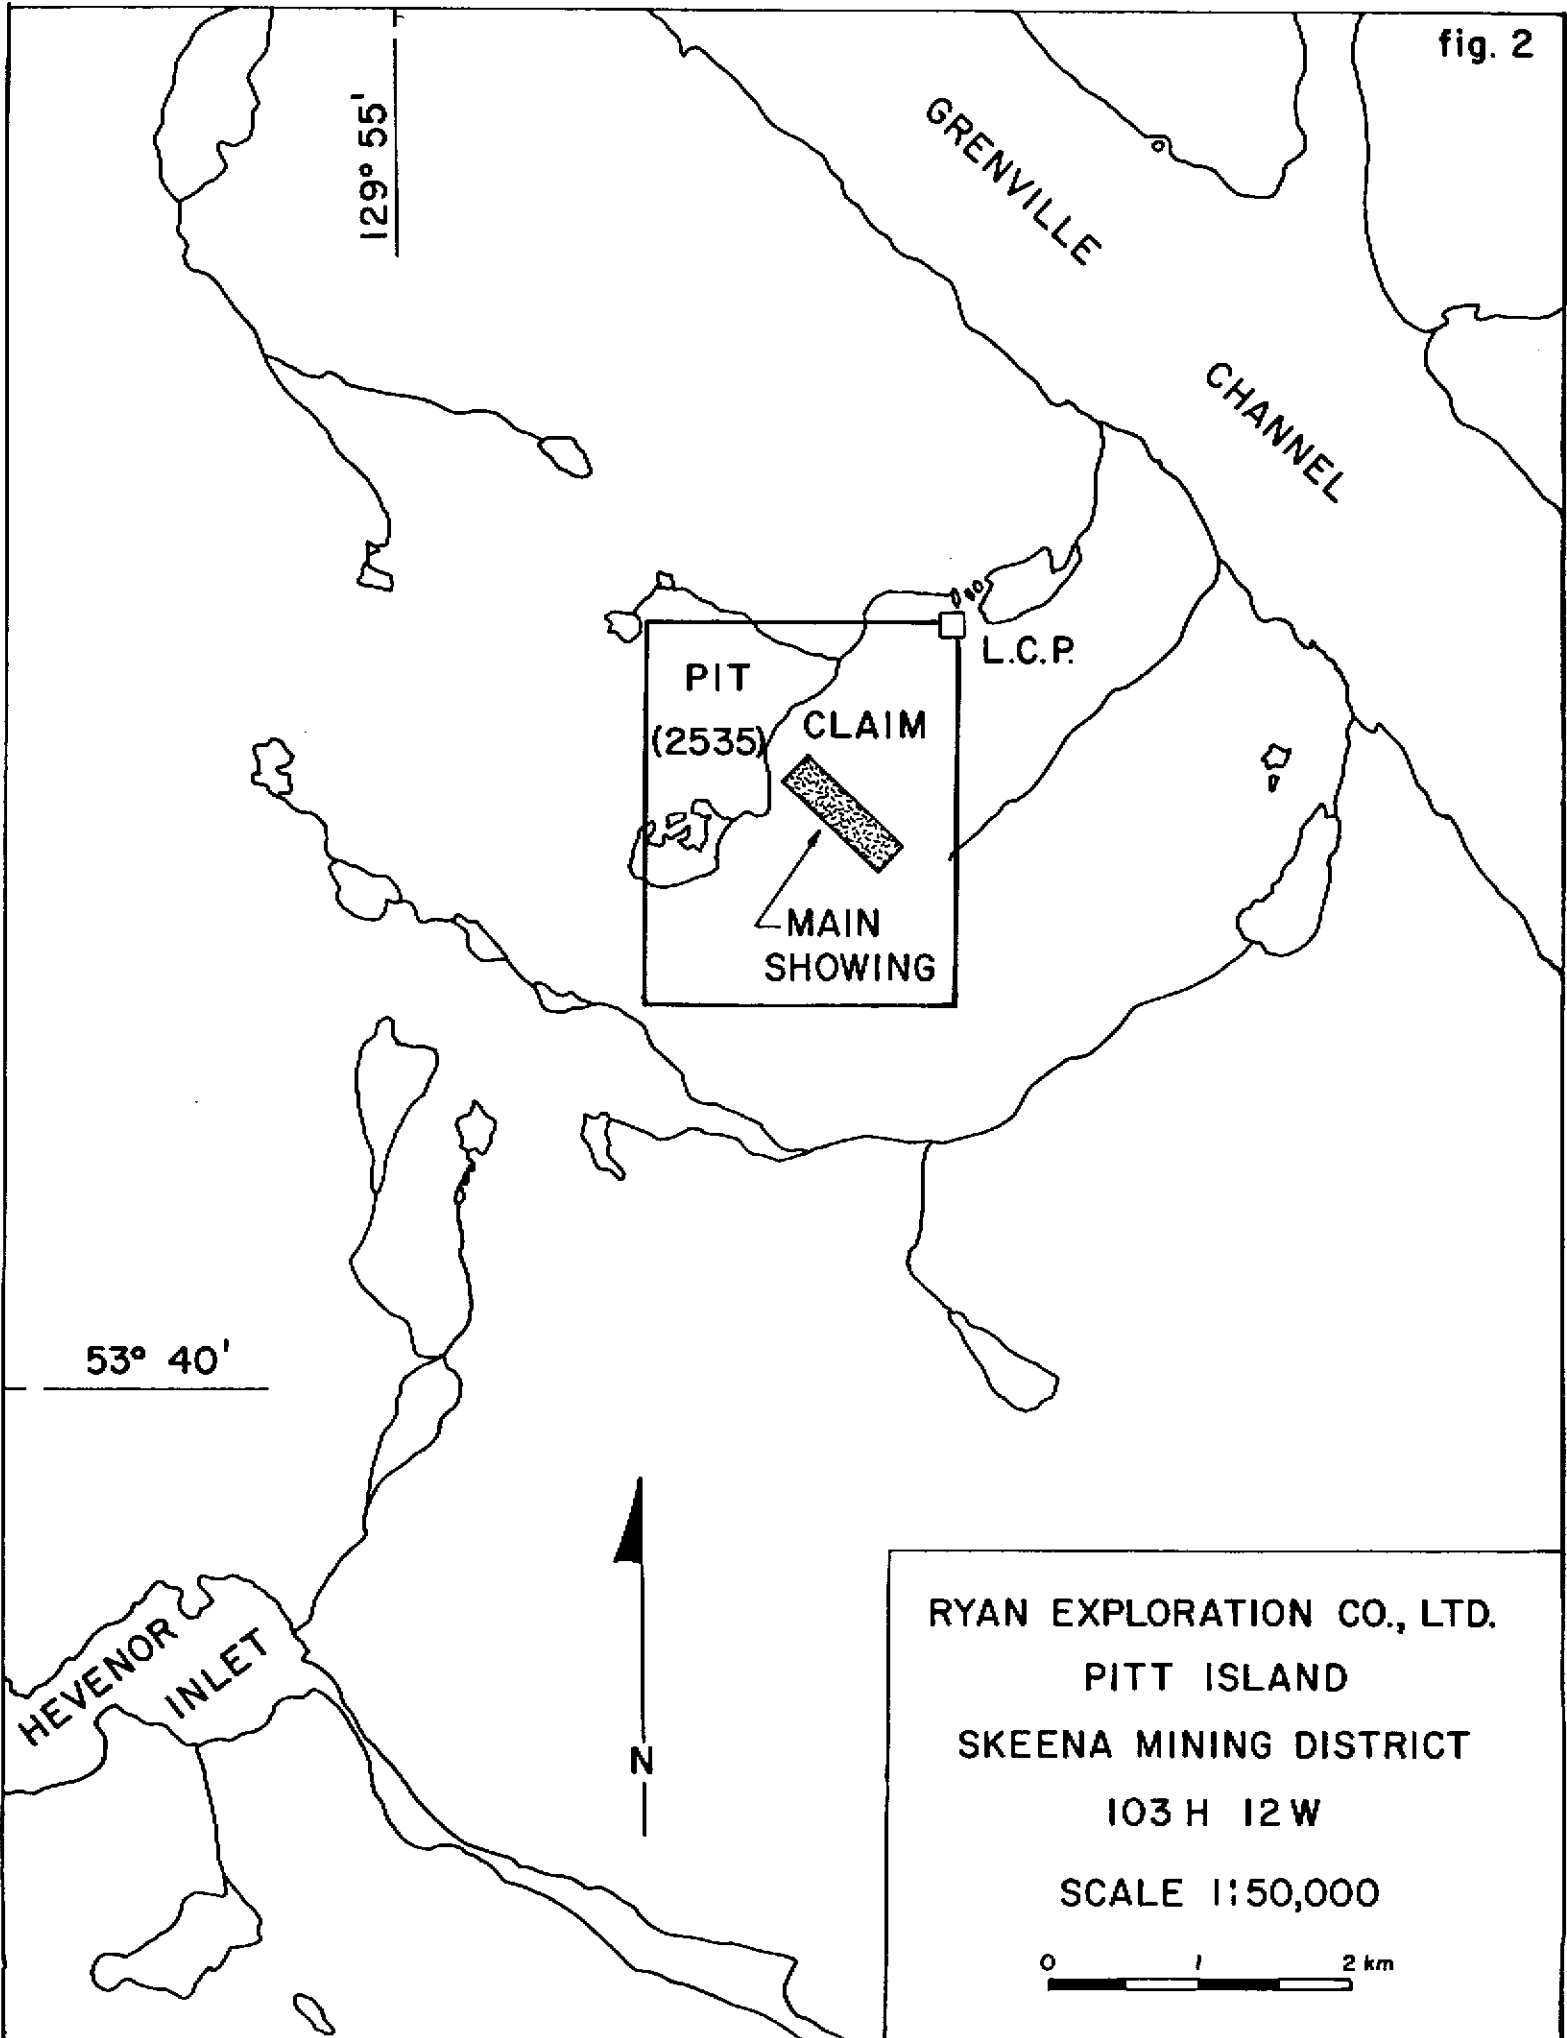 fig. 2
129° 55'
GRENVILLE
CHANNEL
L.C.P.
PIT
(2535)
CLAIM
MAIN
SHOWING
53° 40'
HEVENOR
INLET
N
RYAN EXPLORATION CO., LTD.
PITT ISLAND
SKEENA MINING DISTRICT
103 H 12 W
SCALE 1:50,000
0 1 2 km